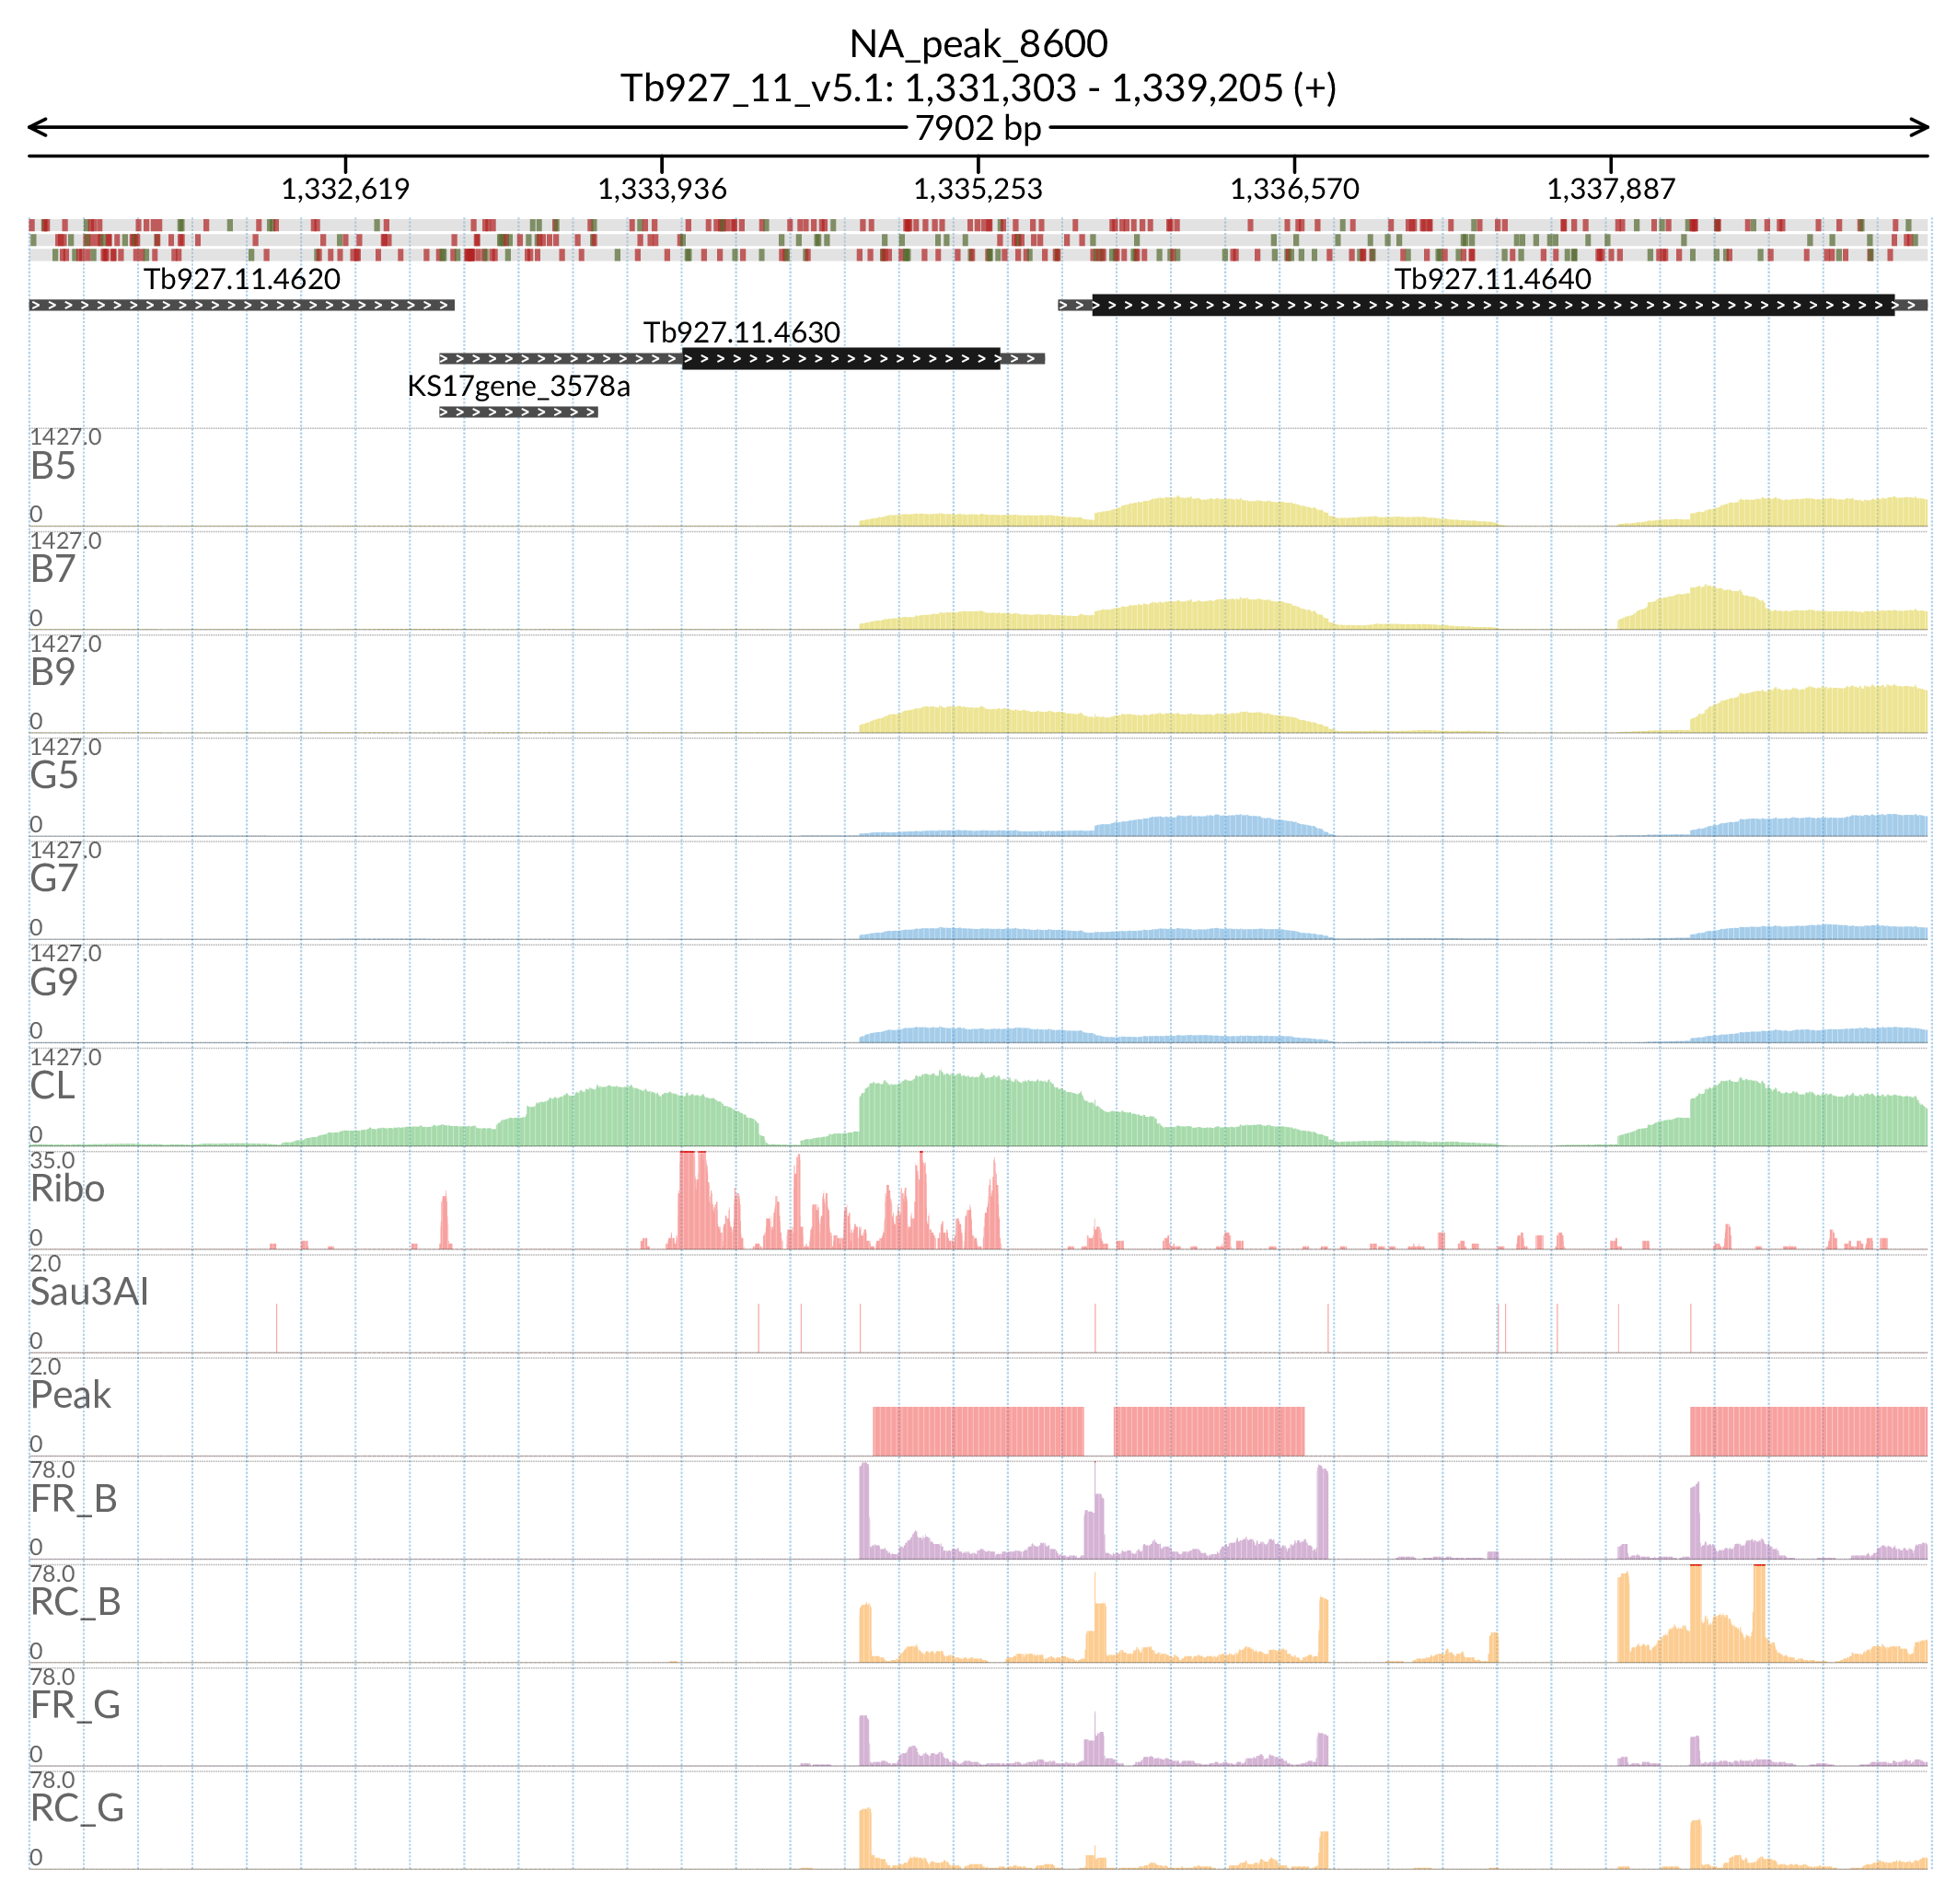 NA_peak_8600
Tb927_11_v5.1: 1,331,303 - 1,339,205 (+)
7902 bp
1,332,619 1,333,936 1,335,253 1,336,570 1,337,887
Tb927.11.4620 Tb927.11.4640
Tb927.11.4630
KS17gene_3578a
1427.0
B5
0
1427.0
B7
0
1427.0
B9
0
1427.0
G5
0
1427.0
G7
0
1427.0
G9
0
1427.0
CL
0
35.0
Ribo
0
2.0
Sau3AI
0
2.0
Peak
0
78.0
FR_B
0
78.0
RC_B
0
78.0
FR_G
0
78.0
RC_G
0